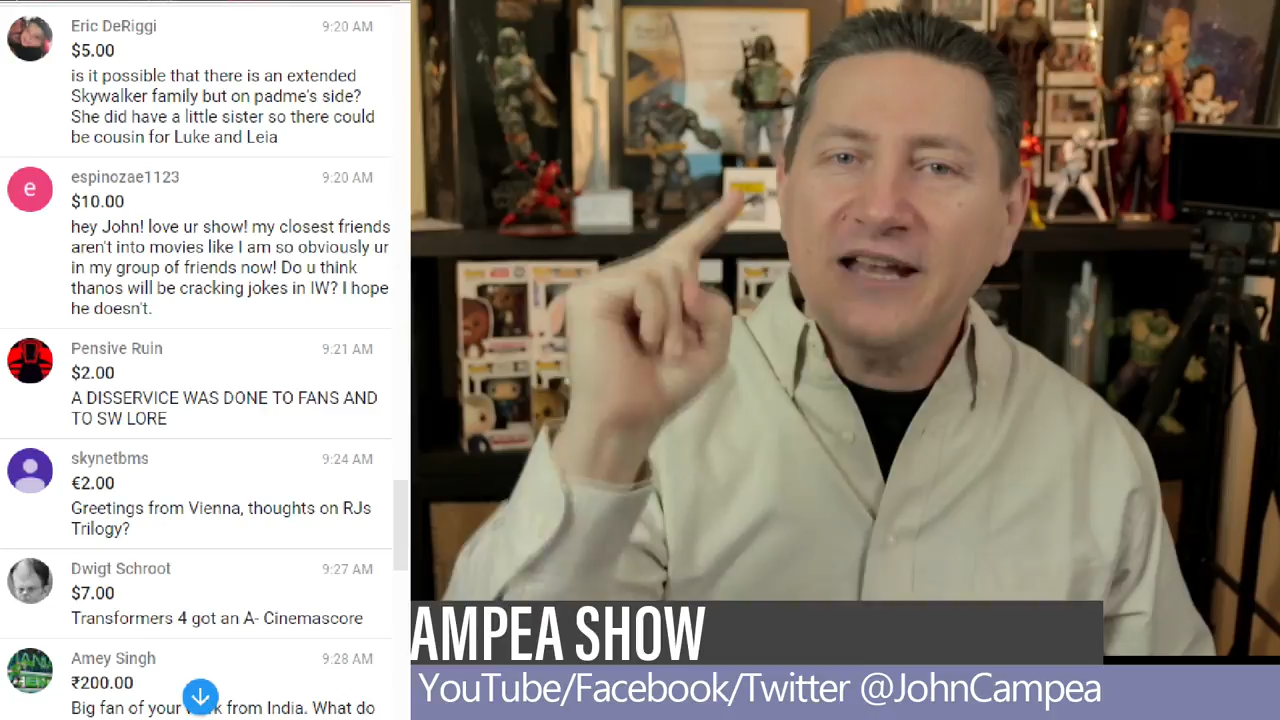 Eric DeRiggi 9:20 AM
$5.00
is it possible that there is an extended
Skywalker family but on padme's side?
She did have a little sister so there could
be cousin for Luke and Leia
e
espinozae1123 9:20 AM
$10.00
hey John! love ur show! my closest friends
aren't into movies like I am so obviously ur
in my group of friends now! Do u think
thanos will be cracking jokes in IW? I hope
he doesn't.
Pensive Ruin 9:21 AM
$2.00
A DISSERVICE WAS DONE TO FANS AND
TO SW LORE
skynetbms 9:24 AM
€2.00
Greetings from Vienna, thoughts on RJs
Trilogy?
Dwigt Schroot 9:27 AM
$7.00
Transformers 4 got an A- Cinemascore
Amey Singh 9:28 AM
₹200.00
Big fan of your from India. What do
AMPEA SHOW
YouTube/Facebook/Twitter @JohnCampea